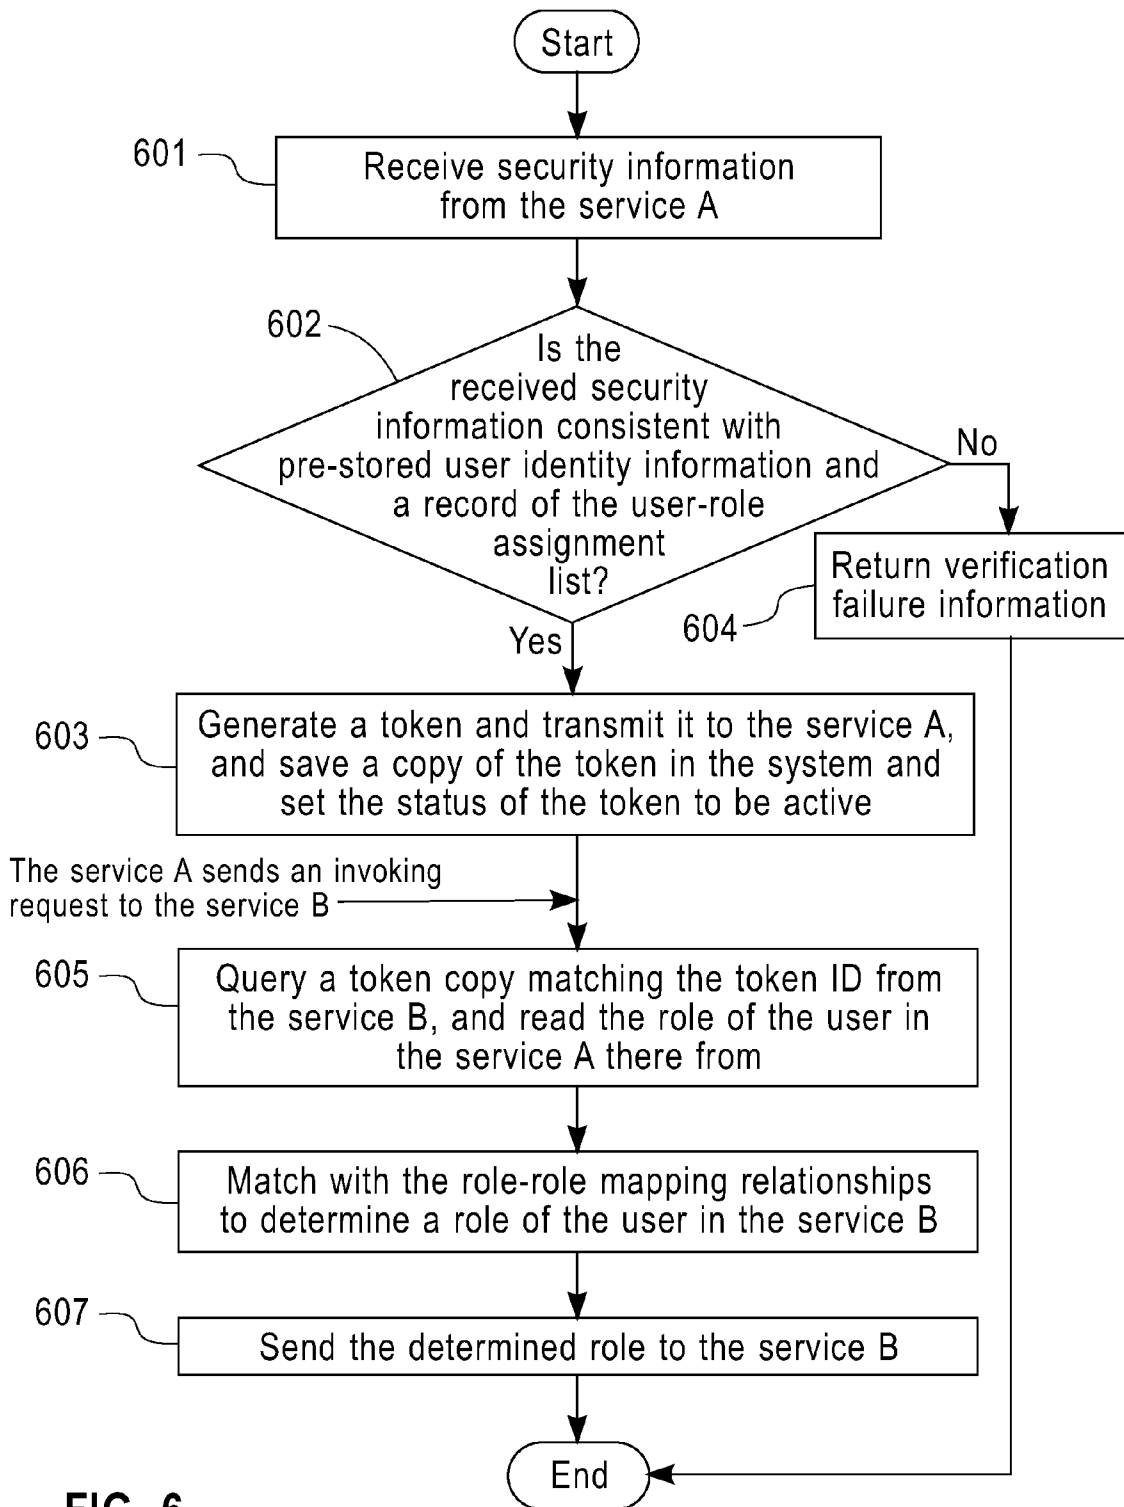 Start
601
Receive security information
from the service A
602
Is the
received security
information consistent with
pre-stored user identity information and
a record of the user-role
assignment
list?
No
Return verification
failure information
604
Yes
603
Generate a token and transmit it to the service A,
and save a copy of the token in the system and
set the status of the token to be active
The service A sends an invoking
request to the service B
605
Query a token copy matching the token ID from
the service B, and read the role of the user in
the service A there from
606
Match with the role-role mapping relationships
to determine a role of the user in the service B
607
Send the determined role to the service B
End
FIG. 6